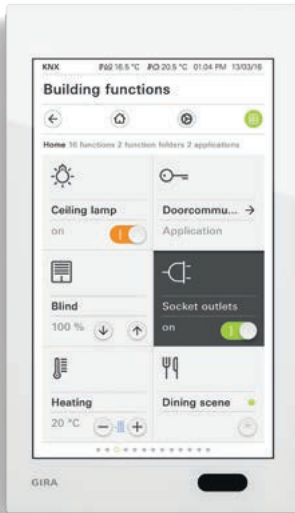 KNX 16.5 °C 20.5 °C 01.04 PM 13/03/16
Building functions
Home 16 functions 2 function folders 2 applications
Ceiling lamp
on
Doorcommu... →
Application
Blind
100 %
Socket outlets
on
Heating
20 °C
Dining scene
GIRA